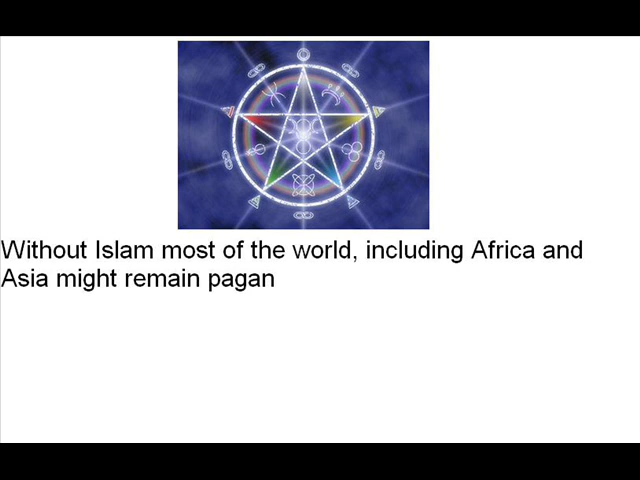 Without Islam most of the world, including Africa and
Asia might remain pagan